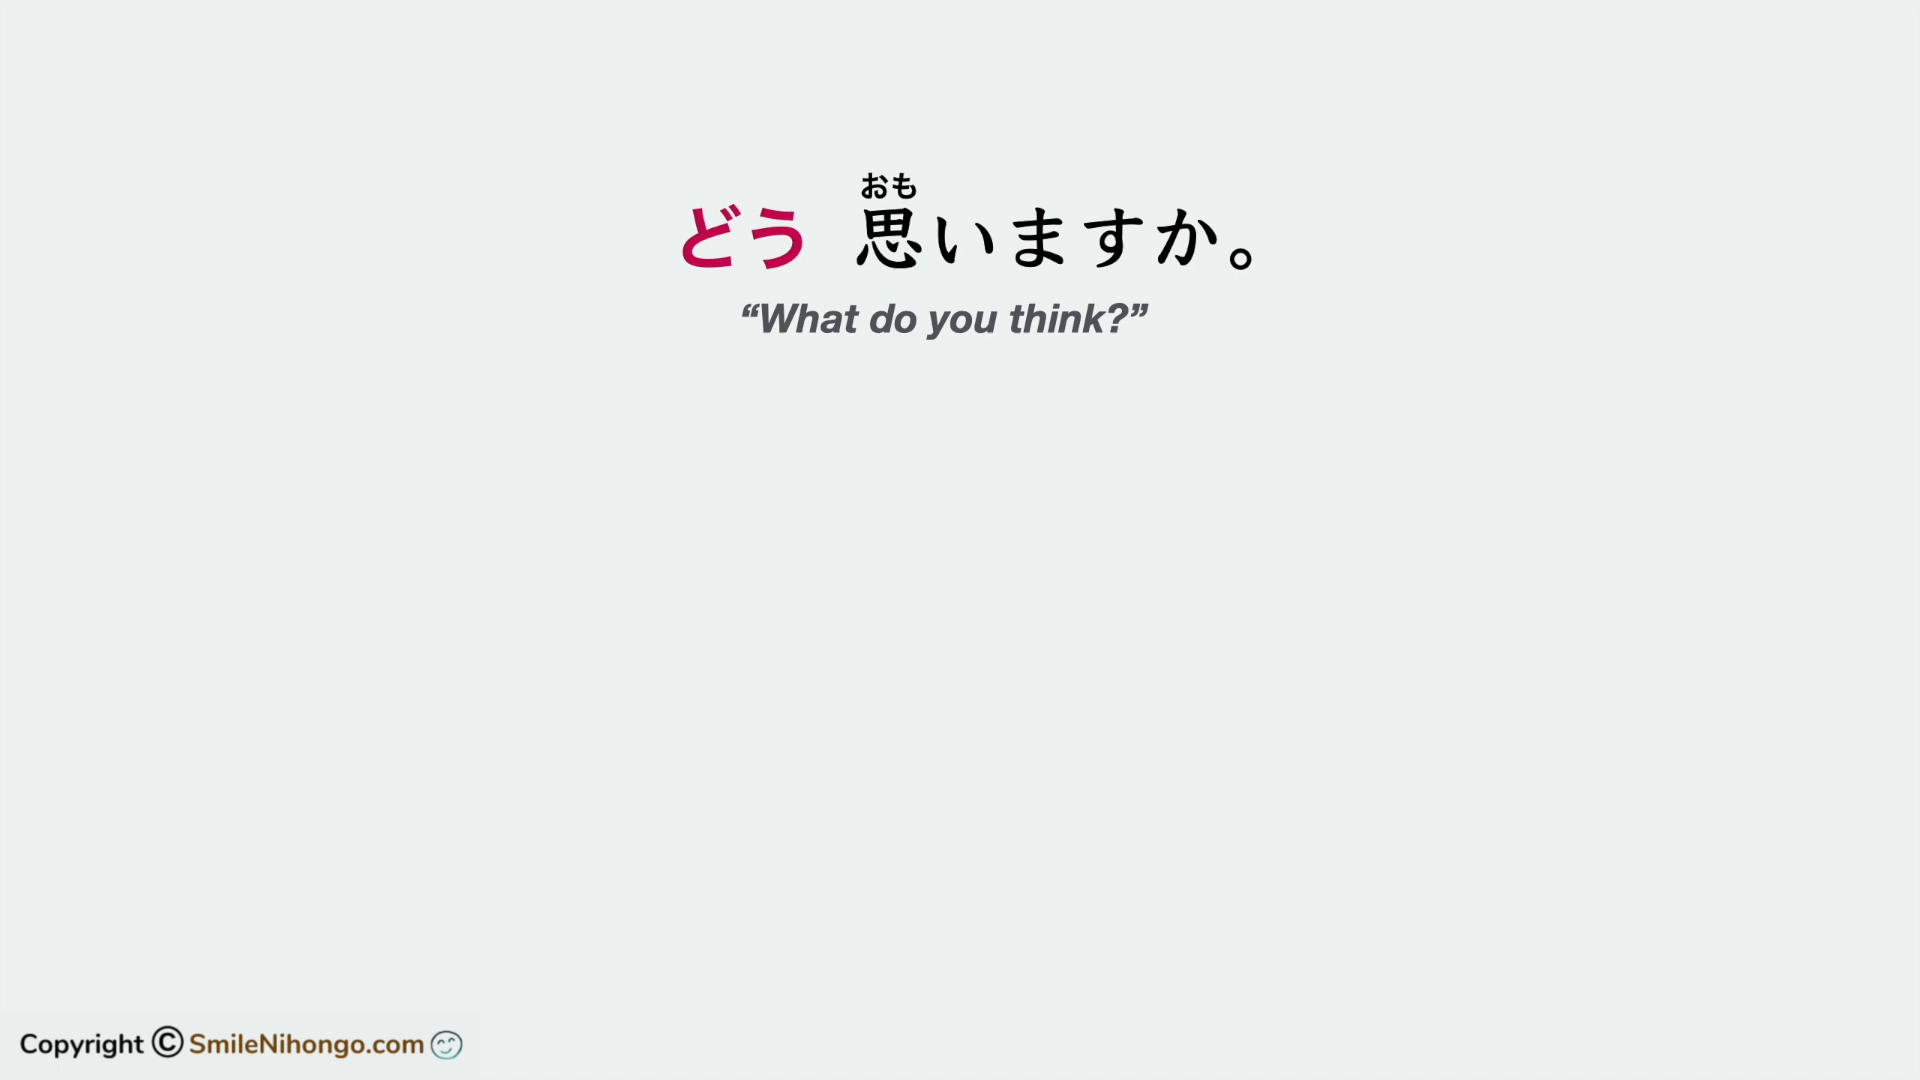 おも
どう 思いますか。
“What do you think?”
Copyright © SmileNihongo.com